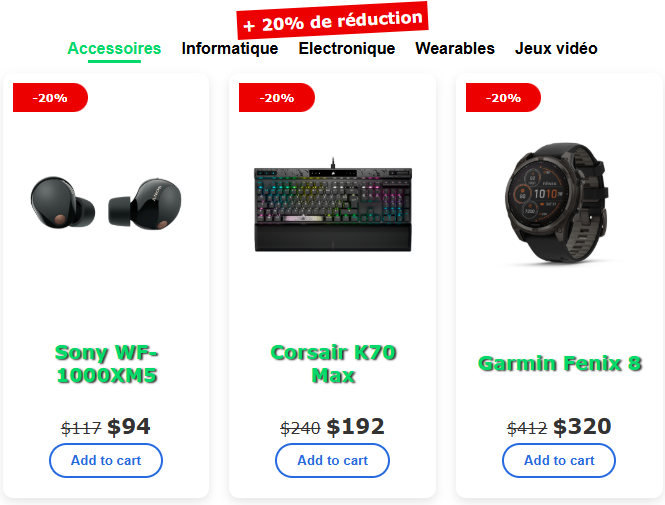 + 20% de réduction
Accessoires Informatique Electronique Wearables Jeux vidéo
-20% -20% -20%
Sony WF-
1000XM5
Corsair K70
Max
Garmin Fenix 8
$117 $94 $240 $192 $412 $320
Add to cart Add to cart Add to cart